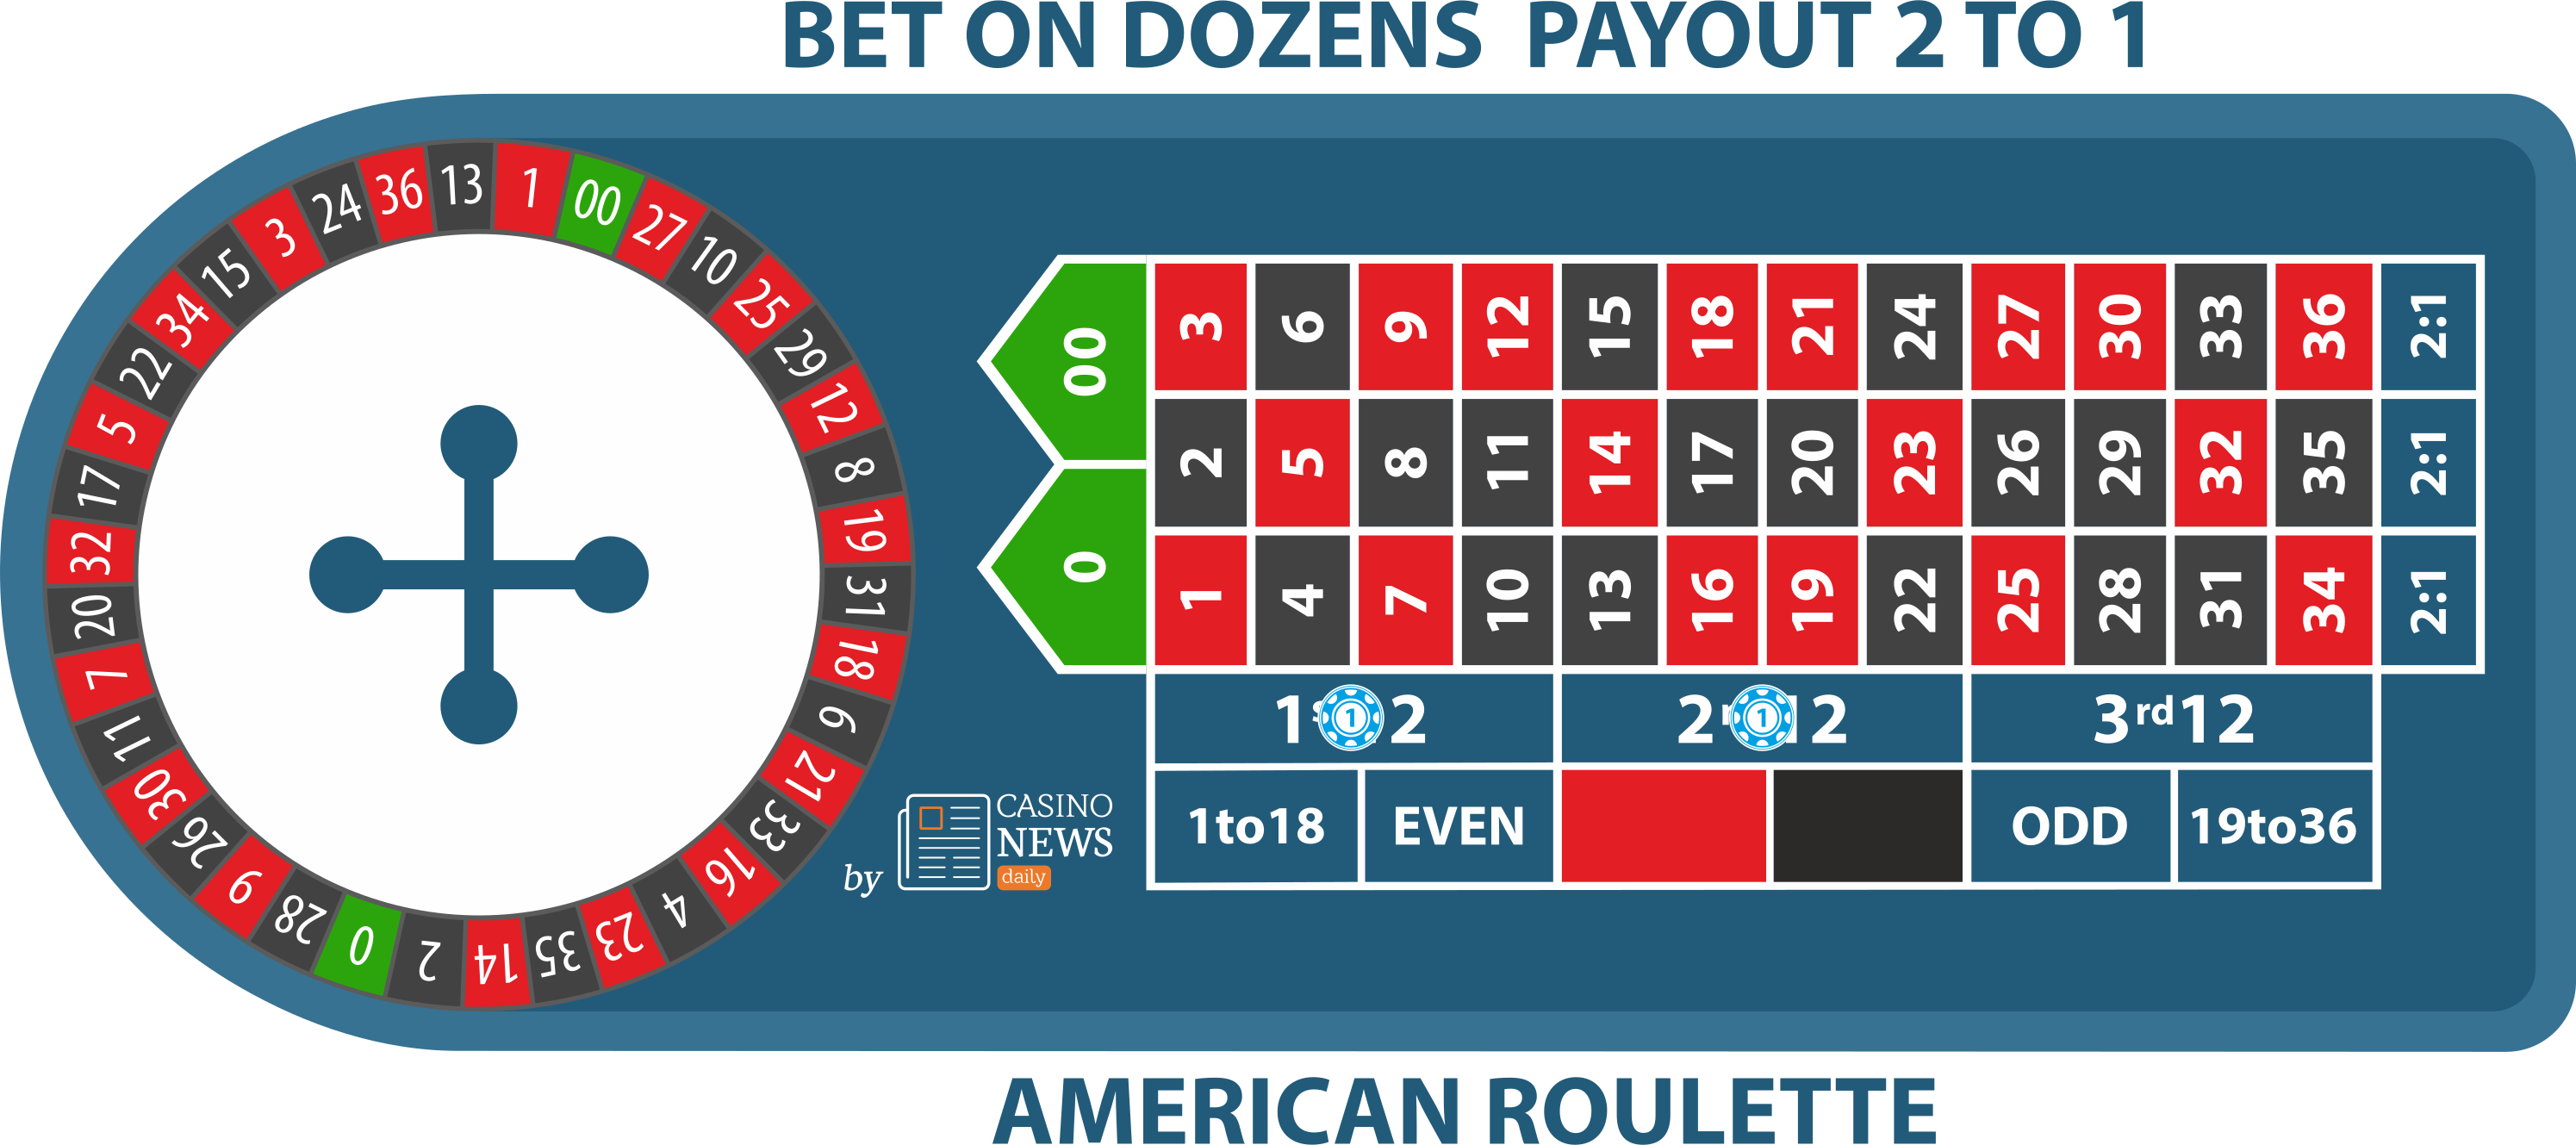 BET ON DOZENS PAYOUT 2 TO 1
13 1 00 27 10 25 29 12 8 19 31 18 6 21 33 16 4 23 35 14 2 0 28 9 26 30 11 7 20 32 17 5 22 34 15 3 24 36
00 3 6 9 12 15 18 21 24 27 30 33 36 2:1
2 5 8 11 14 17 20 23 26 29 32 35 2:1
0 1 4 7 10 13 16 19 22 25 28 31 34 2:1
1 1 2 2 1 2 3rd12
1to18 EVEN ODD 19to36
by CASINO
NEWS
daily
AMERICAN ROULETTE